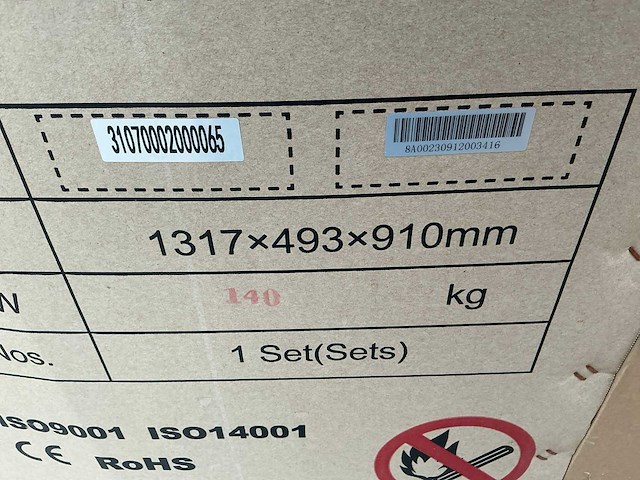 31070002000065
8A00230912003416
1317×493×910mm
N 140 kg
Nos. 1 Set(Sets)
ISO9001 ISO14001
CE RoHS